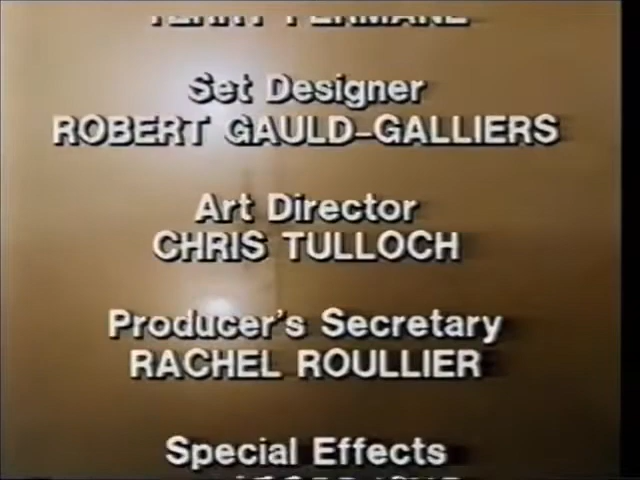 Set Designer
ROBERT GAULD-GALLIERS
Art Director
CHRIS TULLOCH
Producer's Secretary
RACHEL ROULLIER
Special Effects